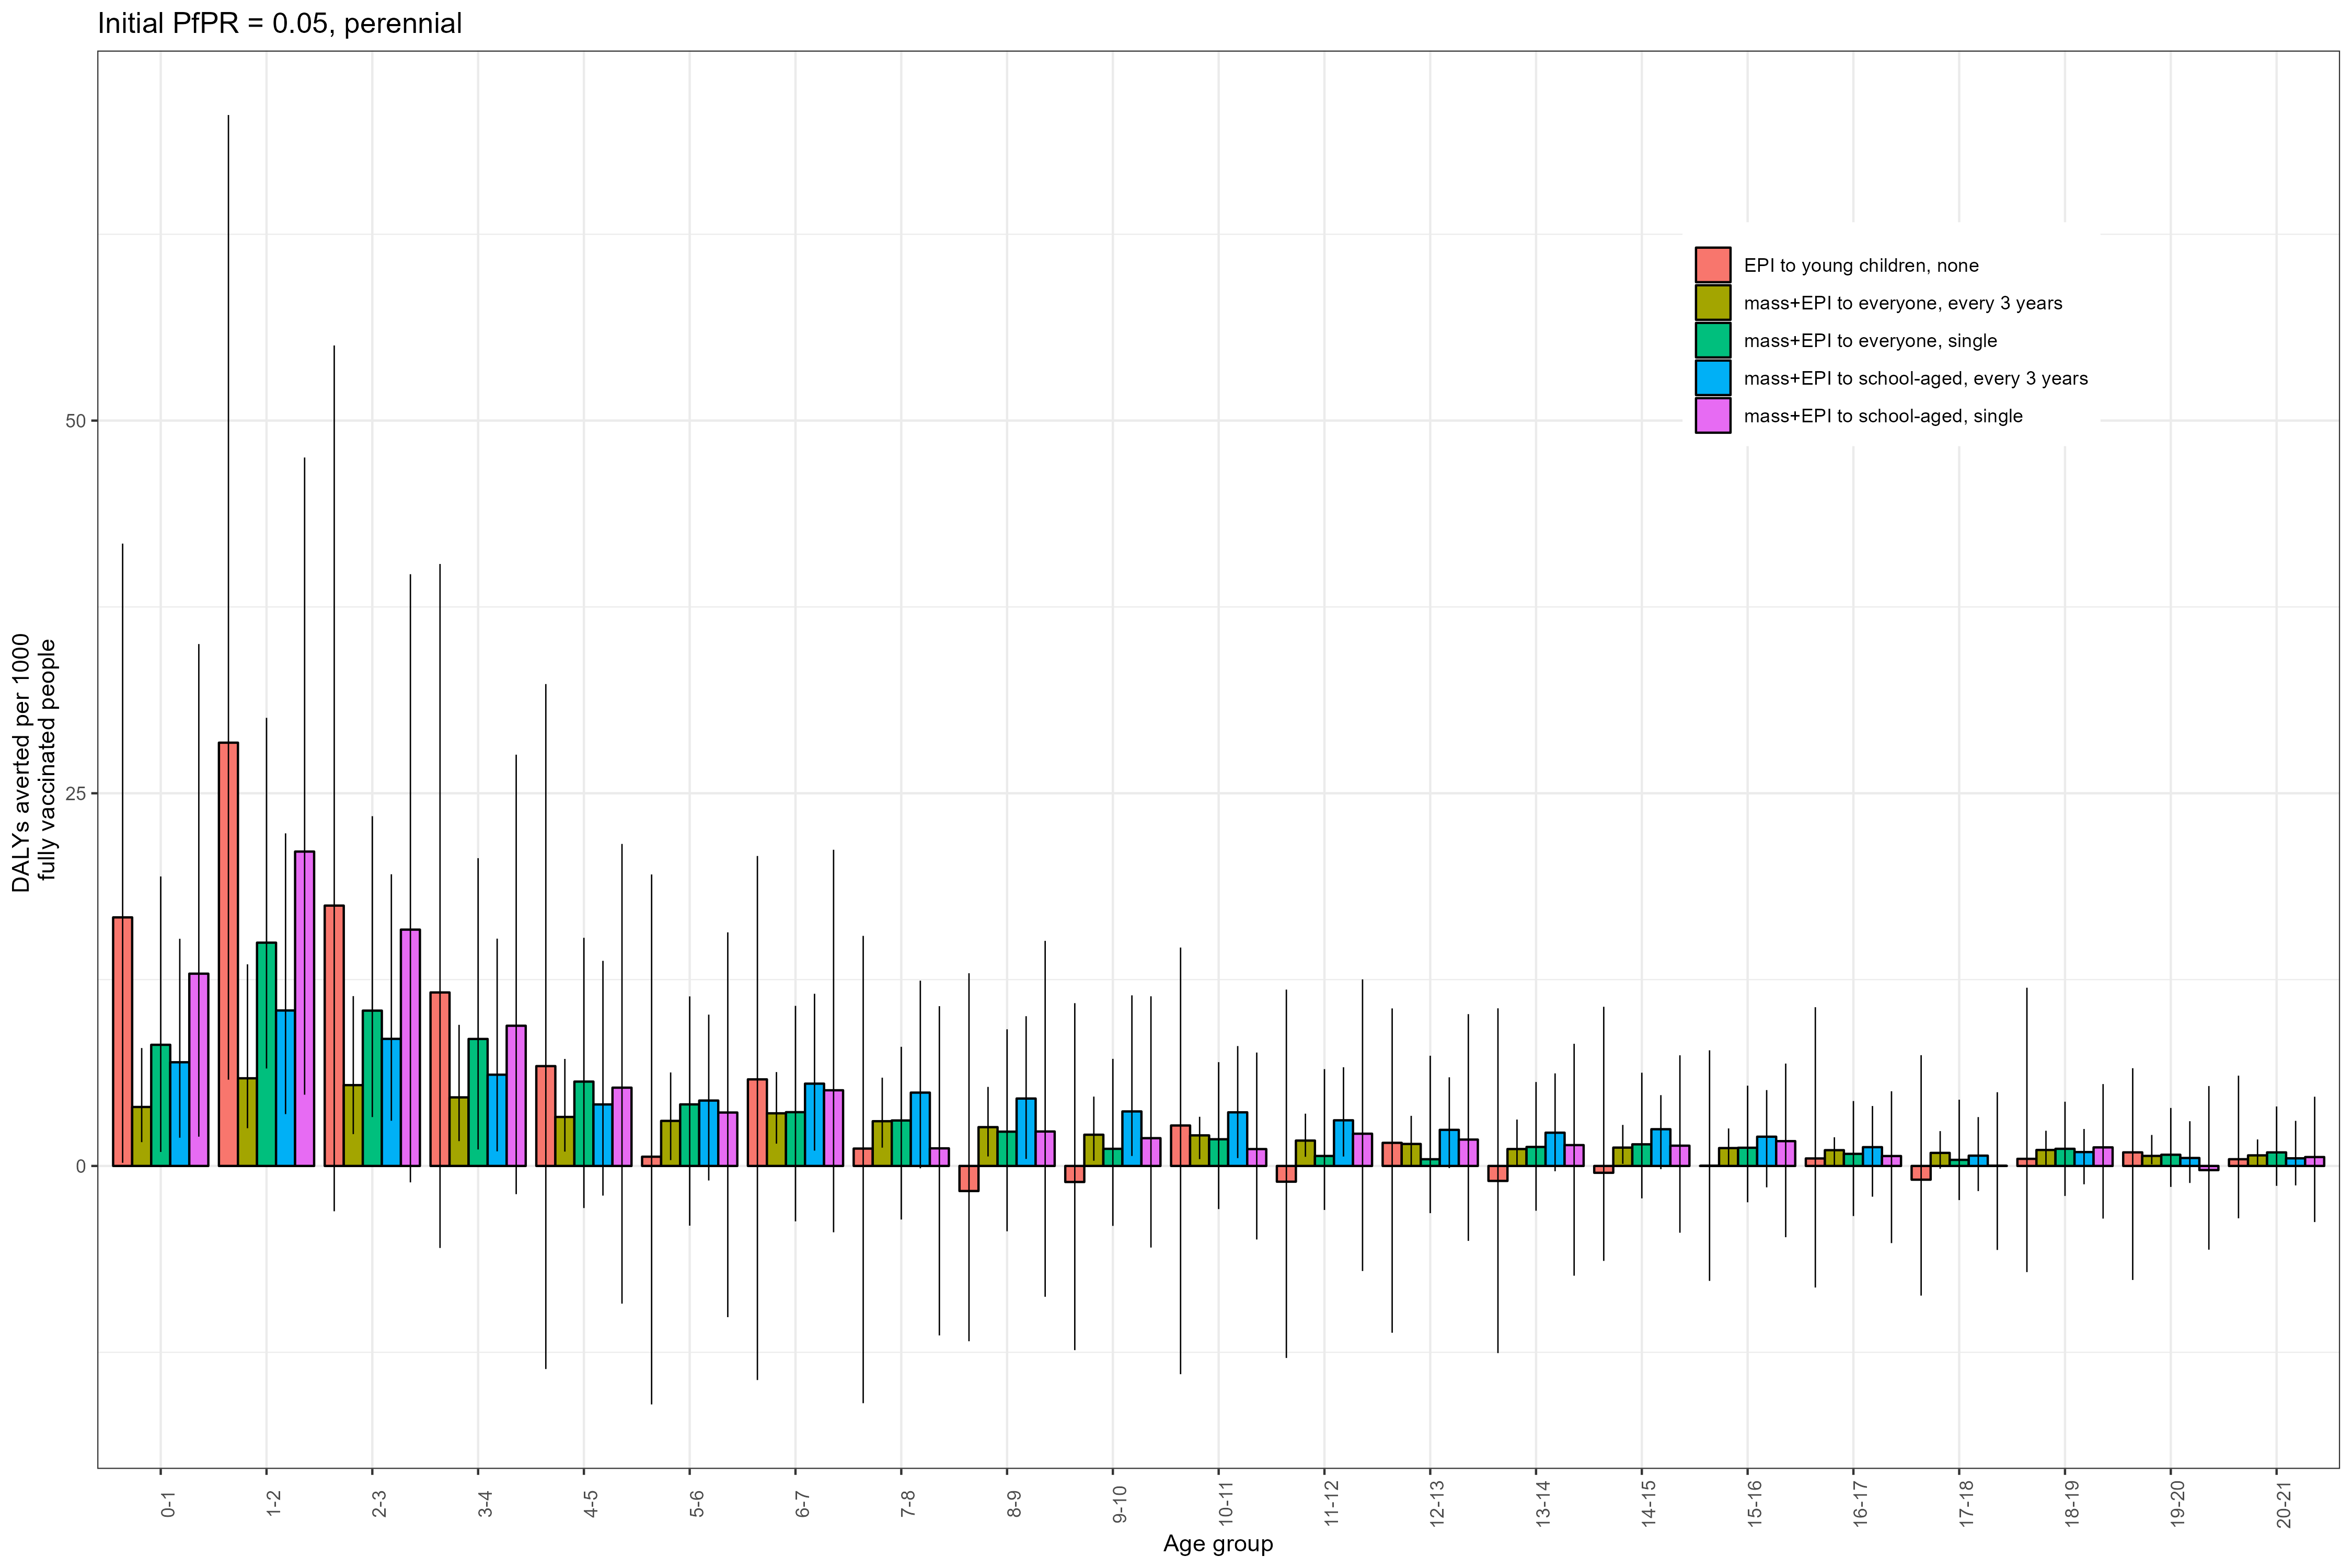 Initial PfPR = 0.05, perennial
DALYs averted per 1000
fully vaccinated people
50
25
0
EPI to young children, none
mass+EPI to everyone, every 3 years
mass+EPI to everyone, single
mass+EPI to school-aged, every 3 years
mass+EPI to school-aged, single
0-1
1-2
2-3
3-4
4-5
5-6
6-7
7-8
8-9
9-10
10-11
11-12
12-13
13-14
14-15
15-16
16-17
17-18
18-19
19-20
20-21
Age group